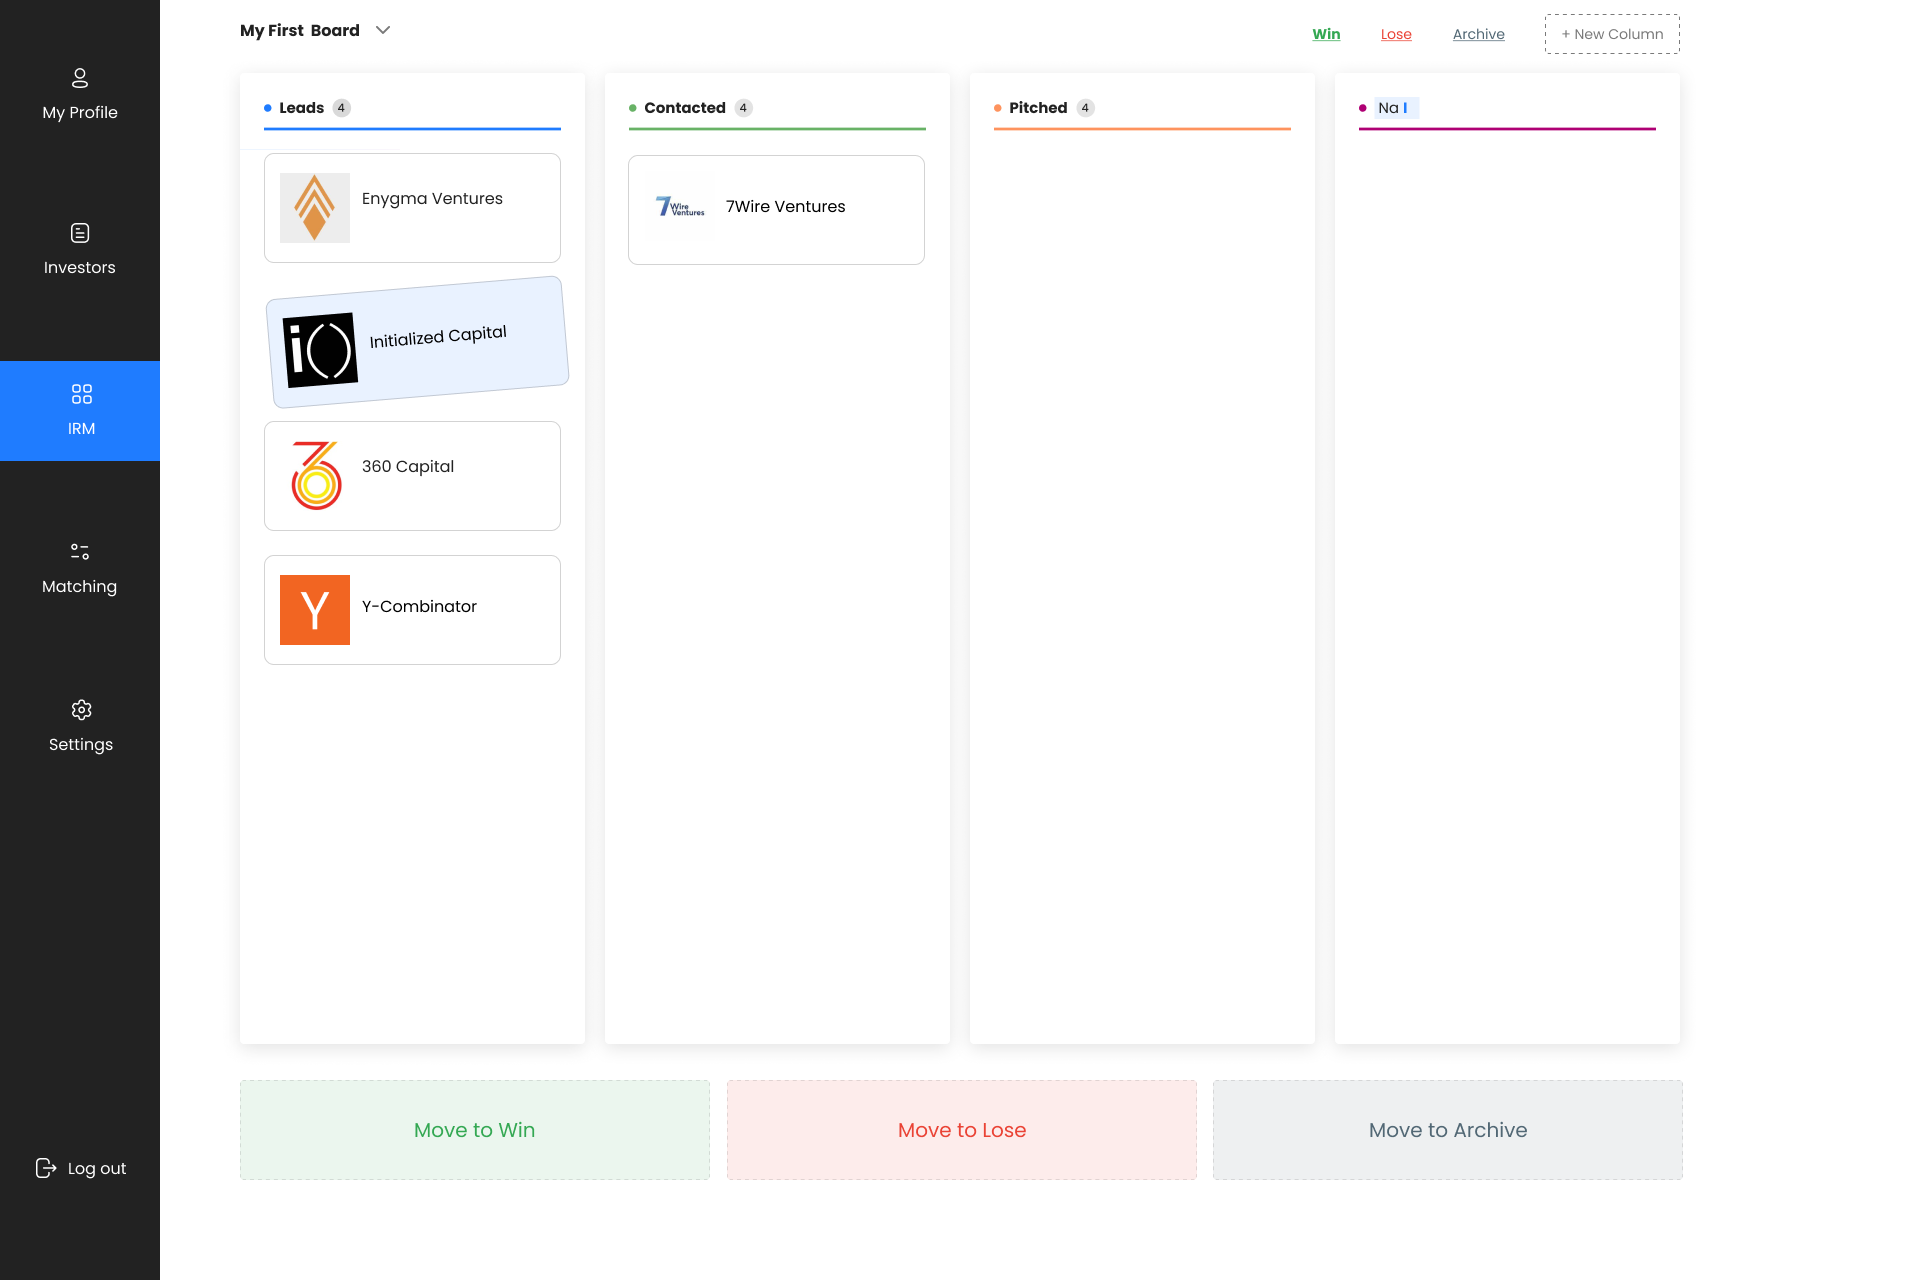 My First Board
Win
Lose
Archive
+ New Column
My Profile
Investors
IRM
Matching
Settings
Log out
Leads 4
Enygma Ventures
i()
Initialized Capital
360 Capital
Y
Y-Combinator
Contacted 4
7Wire
Ventures
7Wire Ventures
Pitched 4
Na I
Move to Win
Move to Lose
Move to Archive